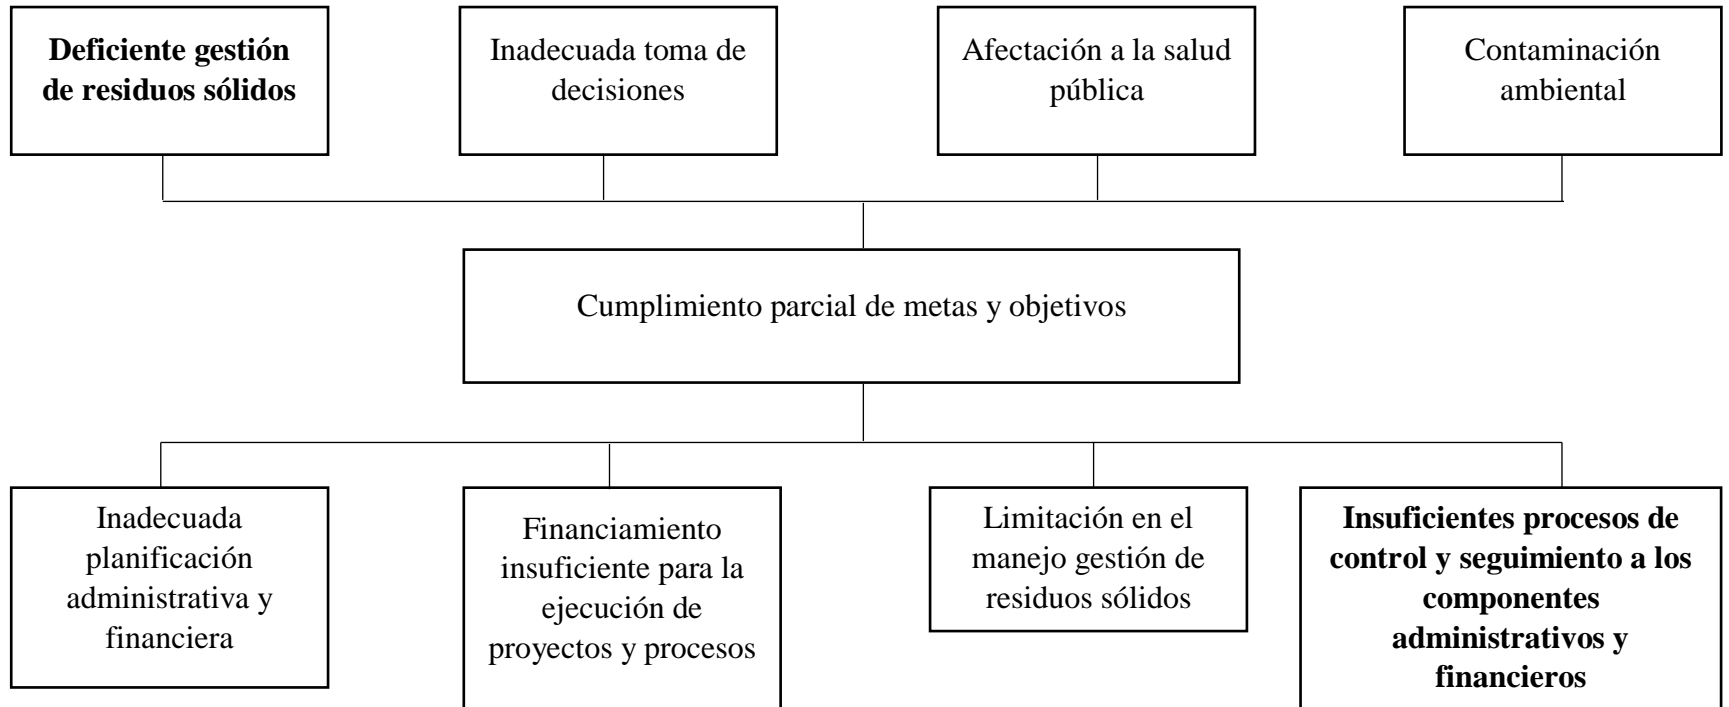 Deficiente gestión
de residuos sólidos
Inadecuada toma de
decisiones
Afectación a la salud
pública
Contaminación
ambiental
Cumplimiento parcial de metas y objetivos
Inadecuada
planificación
administrativa y
financiera
Financiamiento
insuficiente para la
ejecución de
proyectos y procesos
Limitación en el
manejo gestión de
residuos sólidos
Insuficientes procesos de
control y seguimiento a los
componentes
administrativos y
financieros